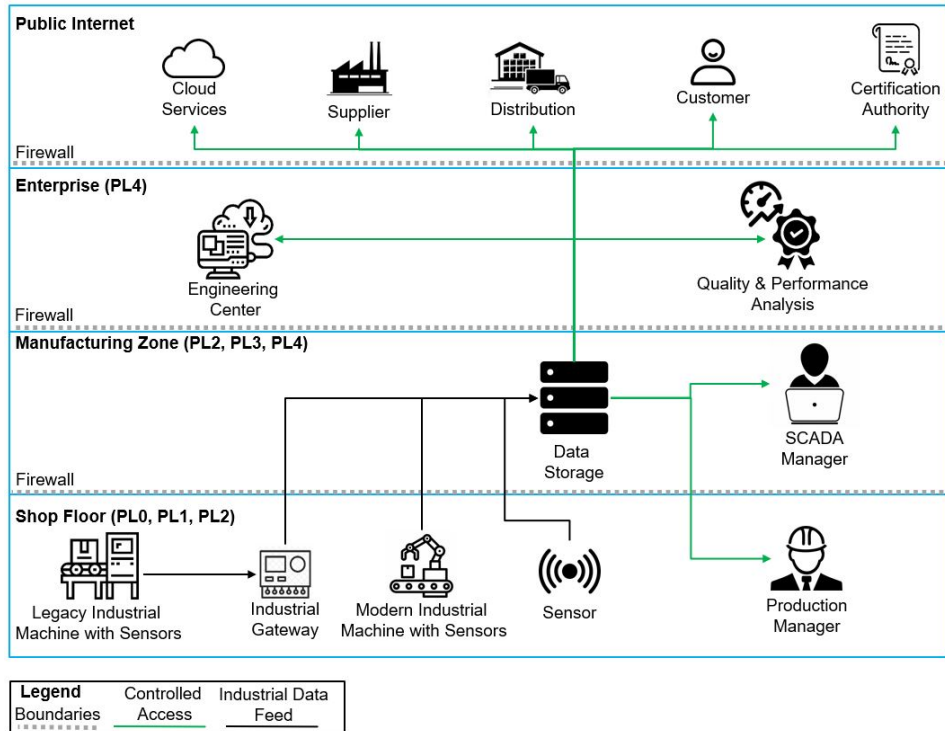 Public Internet
Cloud
Services
Supplier
Distribution
Customer
Certification
Authority
Firewall
Enterprise (PL4)
Engineering
Center
Quality & Performance
Analysis
Firewall
Manufacturing Zone (PL2, PL3, PL4)
Data
Storage
SCADA
Manager
Firewall
Shop Floor (PL0, PL1, PL2)
Legacy Industrial
Machine with Sensors
Industrial
Gateway
Modern Industrial
Machine with Sensors
Sensor
Production
Manager
Legend
Boundaries
Controlled
Access
Industrial Data
Feed